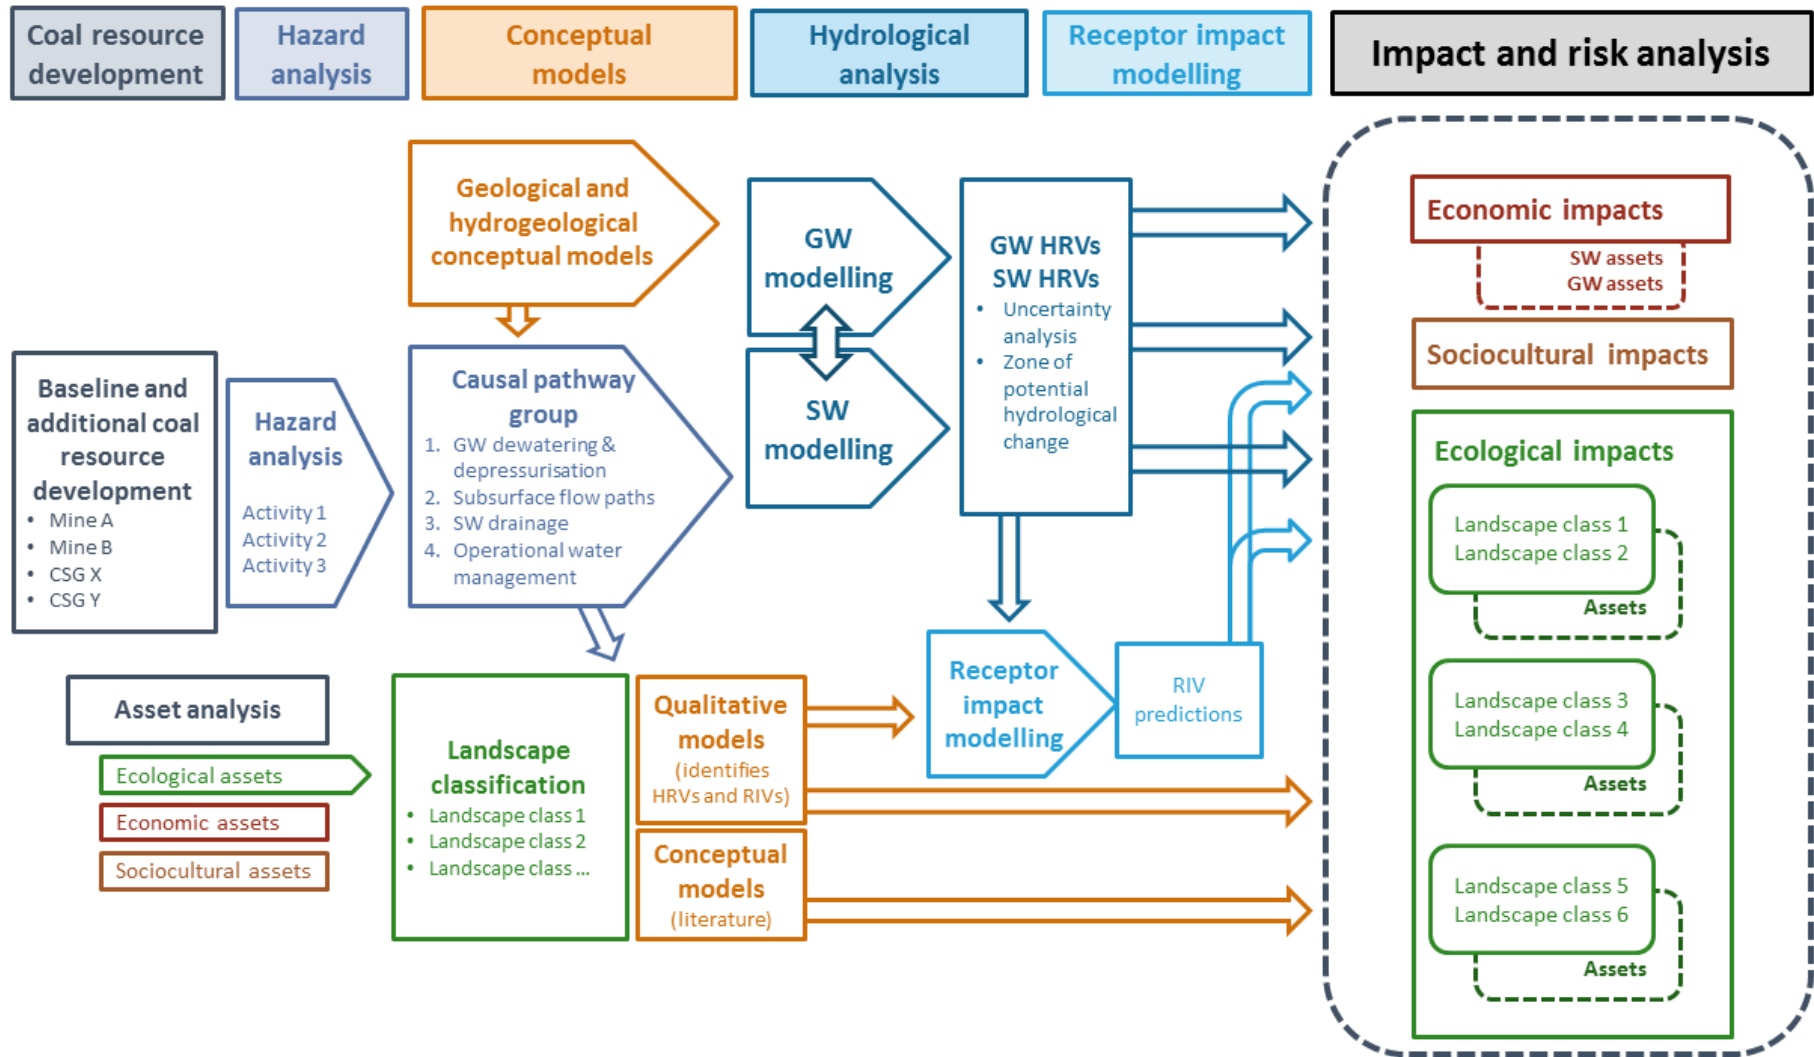 Coal resource
development
Hazard
analysis
Conceptual
models
Hydrological
analysis
Receptor impact
modelling
Impact and risk analysis
Geological and
hydrogeological
conceptual models
GW
modelling
SW
modelling
GW HRVs
SW HRVs
• Uncertainty
analysis
• Zone of
potential
hydrological
change
Baseline and
additional coal
resource
development
• Mine A
• Mine B
• CSG X
• CSG Y
Hazard
analysis
Activity 1
Activity 2
Activity 3
Causal pathway
group
1. GW dewatering &
depressurisation
2. Subsurface flow paths
3. SW drainage
4. Operational water
management
Asset analysis
Ecological assets
Economic assets
Sociocultural assets
Landscape
classification
• Landscape class 1
• Landscape class 2
• Landscape class ...
Qualitative
models
(identifies
HRVs and RIVs)
Conceptual
models
(literature)
Receptor
impact
modelling
RIV
predictions
Economic impacts
SW assets
GW assets
Sociocultural impacts
Ecological impacts
Landscape class 1
Landscape class 2
Assets
Landscape class 3
Landscape class 4
Assets
Landscape class 5
Landscape class 6
Assets